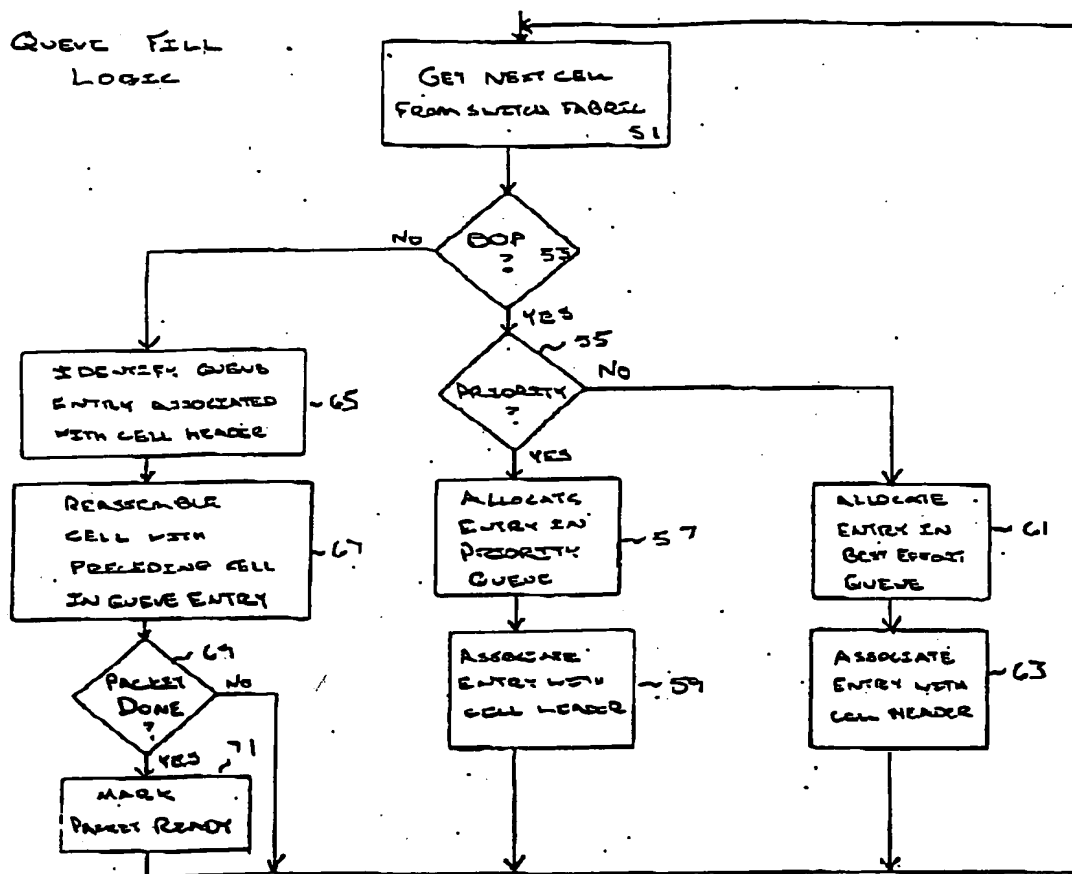 QUEUE FILL
LOGIC
GET NEXT CELL
FROM SWITCH FABRIC
51
BOP
?
53
NO
YES
55
PRIORITY
?
NO
YES
IDENTIFY QUEUE
ENTRY ASSOCIATED
WITH CELL HEADER
65
REASSEMBLE
CELL WITH
PRECEDING CELL
IN QUEUE ENTRY
67
ALLOCATE
ENTRY IN
PRIORITY
QUEUE
57
ALLOCATE
ENTRY IN
BEST EFFORT
QUEUE
61
69
PACKET
DONE
?
NO
YES
71
MARK
PACKET READY
ASSOCIATE
ENTRY WITH
CELL HEADER
59
ASSOCIATE
ENTRY WITH
CELL HEADER
63